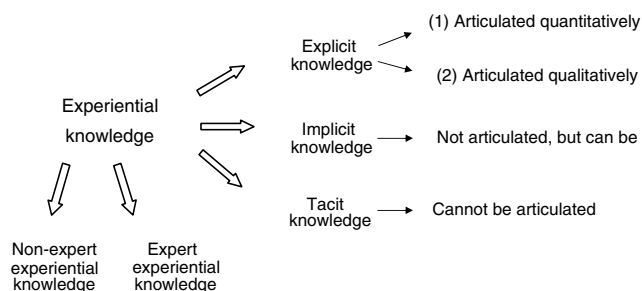 (1) Articulated quantitatively
Explicit
knowledge
(2) Articulated qualitatively
Experiential
knowledge
Implicit
knowledge
Not articulated, but can be
Tacit
knowledge
Cannot be articulated
Non-expert
experiential
knowledge
Expert
experiential
knowledge